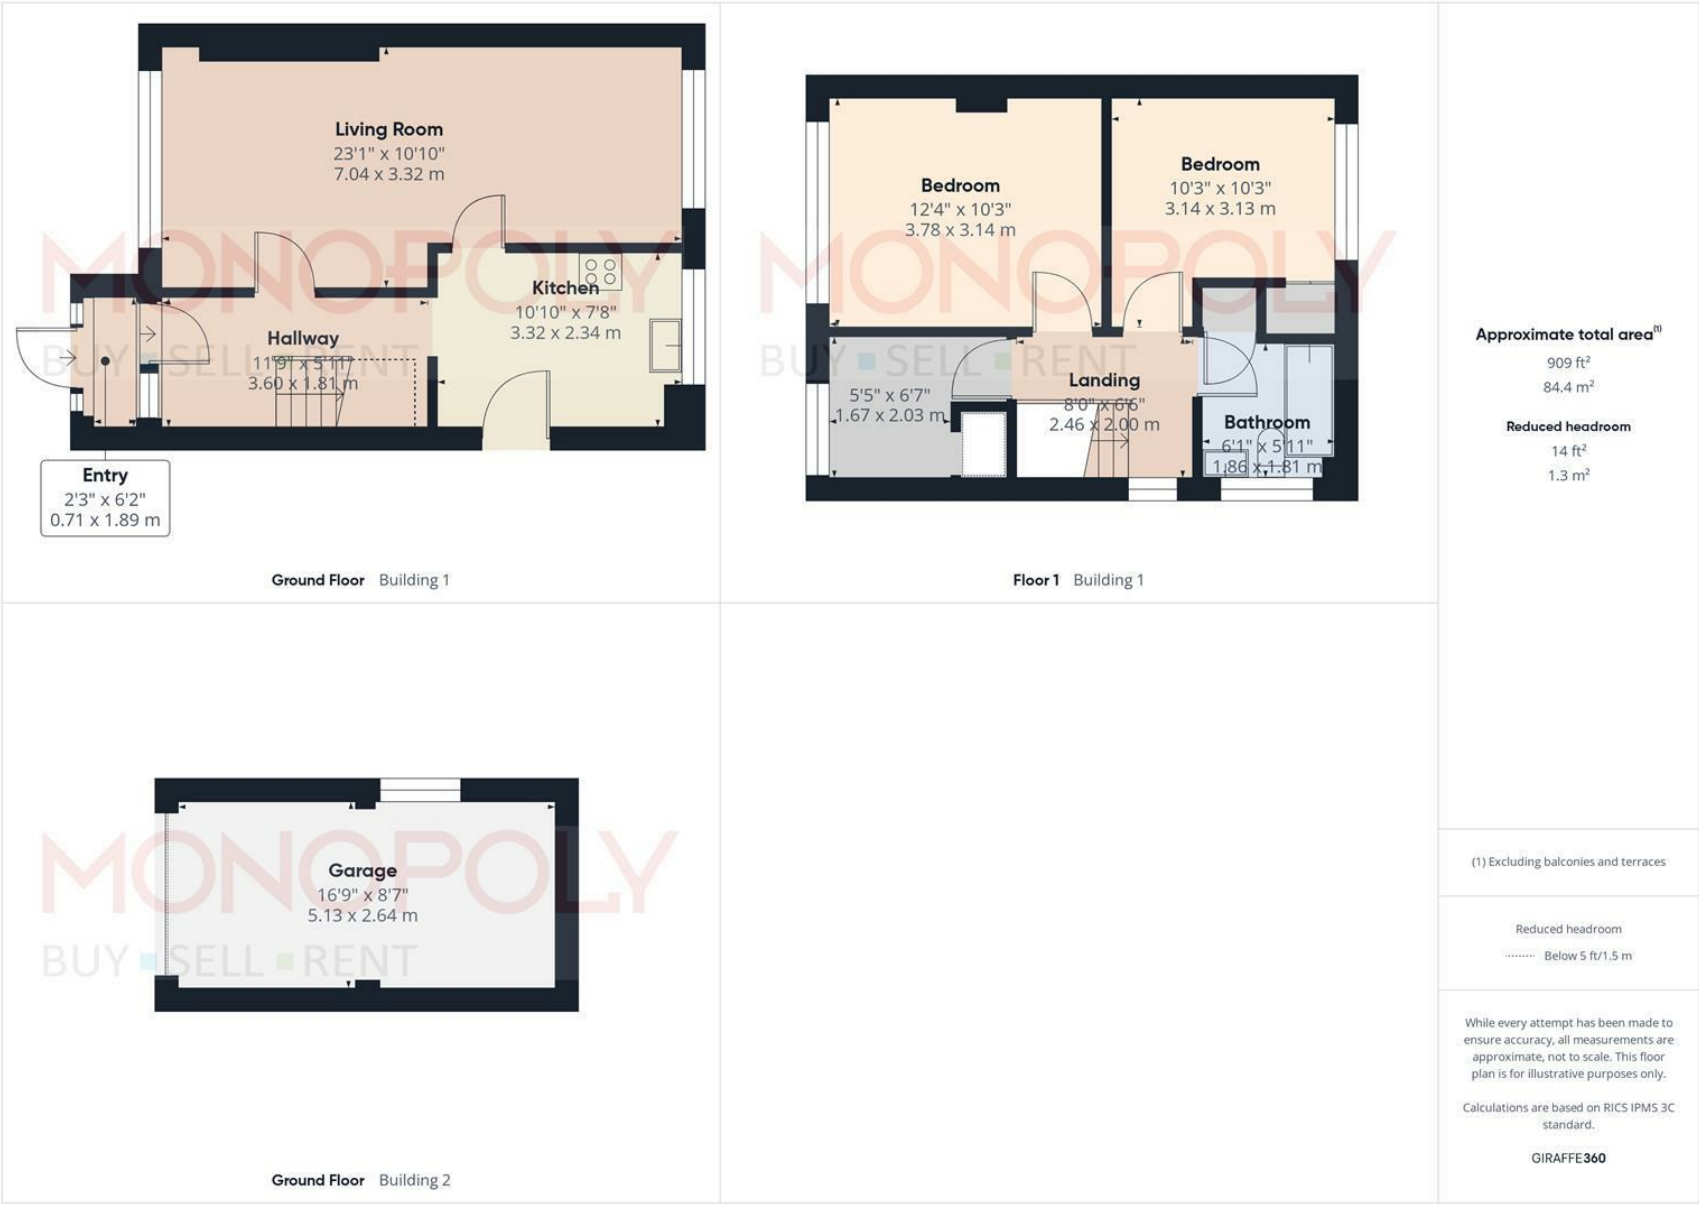 Living Room
23'1" x 10'10"
7.04 x 3.32 m
MONOPOLY
BUY SELL RENT
Kitchen
10'10" x 7'8"
3.32 x 2.34 m
Hallway
11'9" x 5'11"
3.60 x 1.81 m
Entry
2'3" x 6'2"
0.71 x 1.89 m
Ground Floor Building 1
Bedroom
12'4" x 10'3"
3.78 x 3.14 m
Bedroom
10'3" x 10'3"
3.14 x 3.13 m
MONOPOLY
BUY SELL RENT
5'5" x 6'7"
1.67 x 2.03 m
Landing
8'0" x 6'6"
2.46 x 2.00 m
Bathroom
6'1" x 5'11"
1.86 x 1.81 m
Floor 1 Building 1
Approximate total area(1)
909 ft²
84.4 m²
Reduced headroom
14 ft²
1.3 m²
MONOPOLY
BUY SELL RENT
Garage
16'9" x 8'7"
5.13 x 2.64 m
Ground Floor Building 2
(1) Excluding balconies and terraces
Reduced headroom
Below 5 ft/1.5 m
While every attempt has been made to
ensure accuracy, all measurements are
approximate, not to scale. This floor
plan is for illustrative purposes only.
Calculations are based on RICS IPMS 3C
standard.
GIRAFFE360